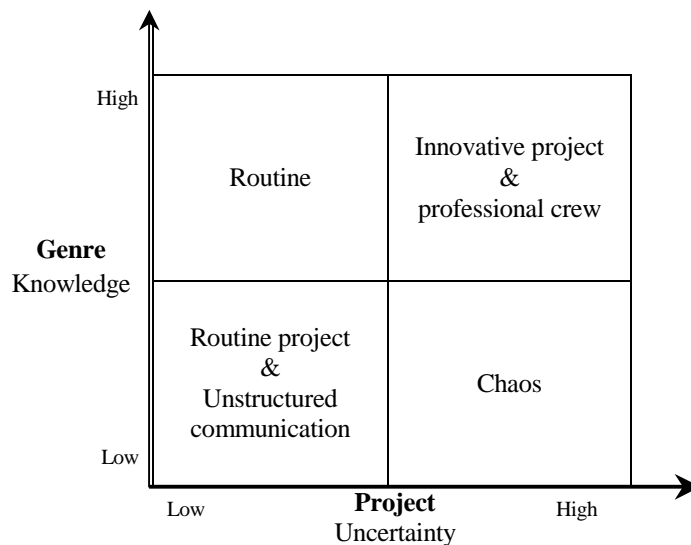 High
Routine
Innovative project
&
professional crew
Genre
Knowledge
Routine project
&
Unstructured
communication
Chaos
Low
Low
Project
High
Uncertainty